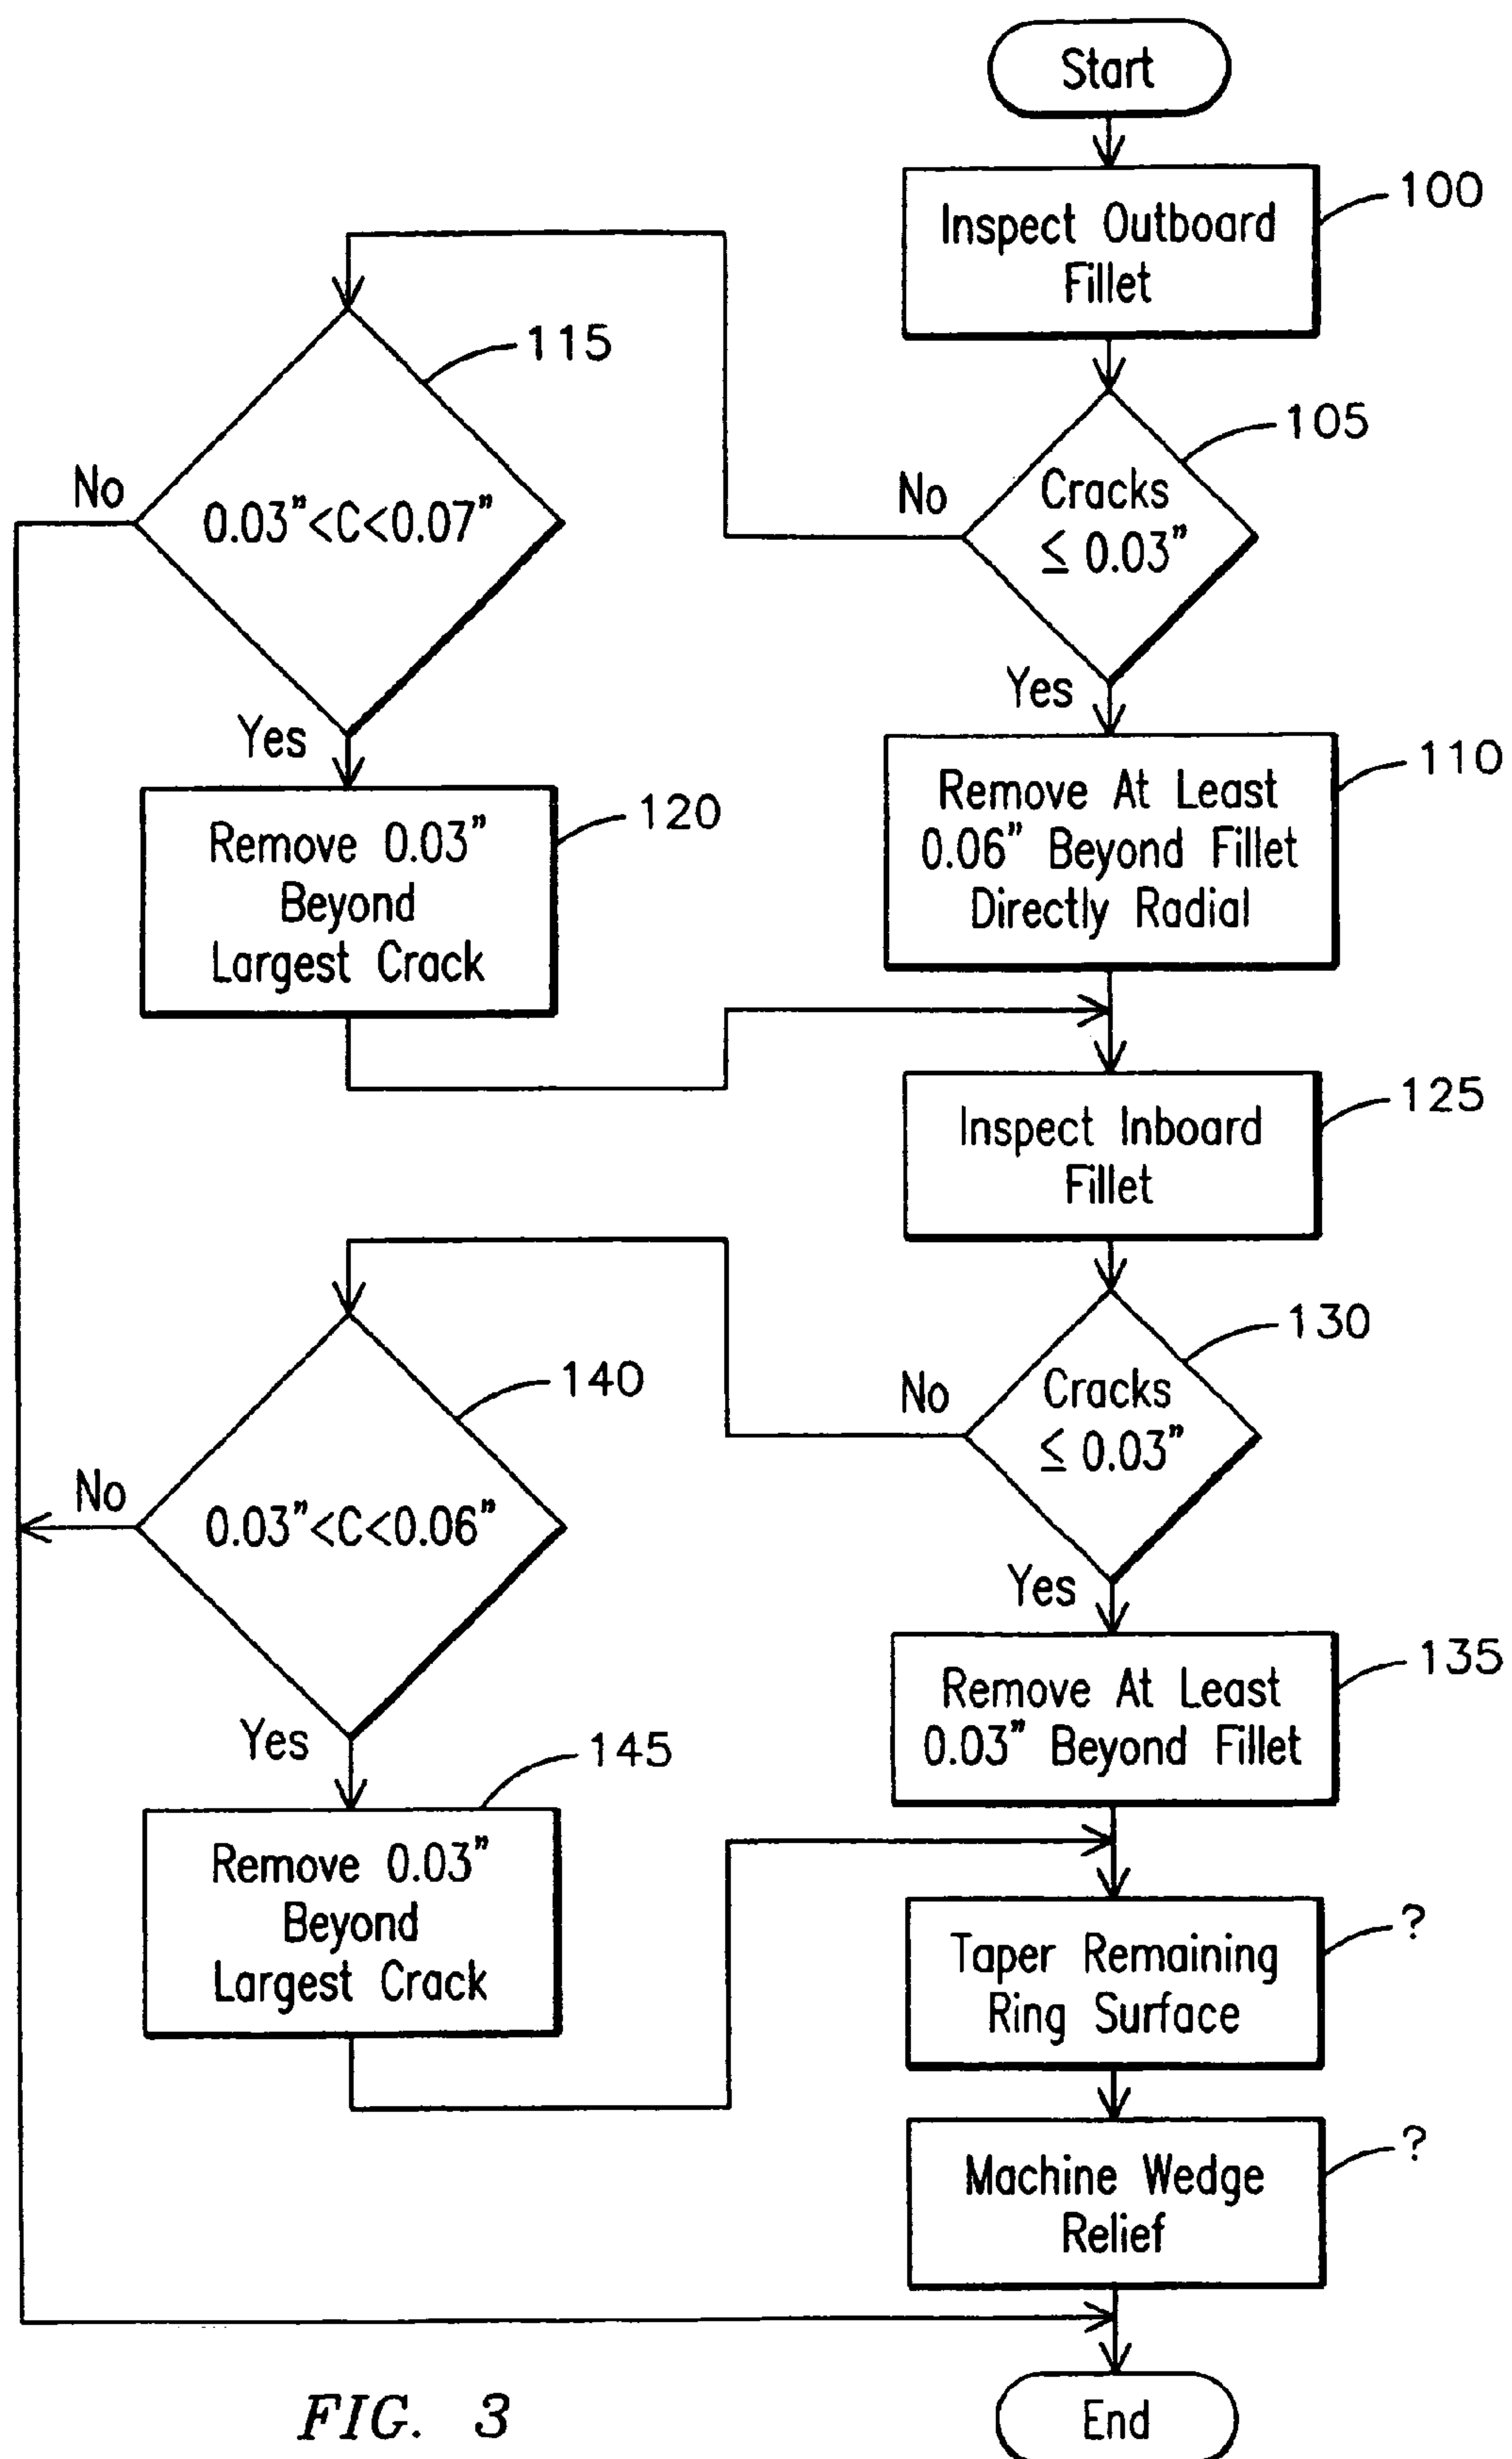 Start
Inspect Outboard
Fillet
100
Cracks
≤ 0.03"
105
No
Yes
0.03"<C<0.07"
115
No
Yes
Remove 0.03"
Beyond
Largest Crack
120
Remove At Least
0.06" Beyond Fillet
Directly Radial
110
Inspect Inboard
Fillet
125
Cracks
≤ 0.03"
130
No
Yes
0.03"<C<0.06"
140
No
Yes
Remove 0.03"
Beyond
Largest Crack
145
Remove At Least
0.03" Beyond Fillet
135
Taper Remaining
Ring Surface
?
Machine Wedge
Relief
?
End
FIG. 3